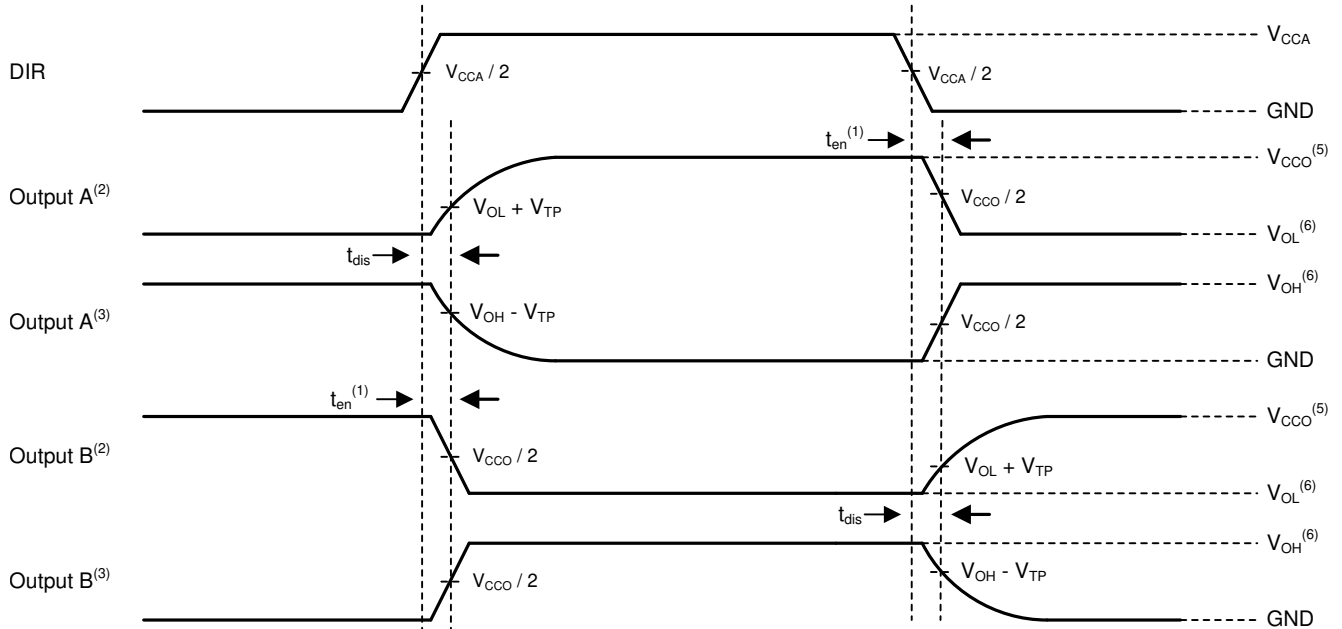 V_CCA
DIR
V_CCA / 2
V_CCA / 2
GND
t_en^(1)
V_CCO^(5)
Output A^(2)
V_OL + V_TP
V_CCO / 2
V_OL^(6)
t_dis
V_OH^(6)
Output A^(3)
V_OH - V_TP
V_CCO / 2
GND
t_en^(1)
V_CCO^(5)
Output B^(2)
V_CCO / 2
V_OL + V_TP
V_OL^(6)
t_dis
V_OH^(6)
Output B^(3)
V_CCO / 2
V_OH - V_TP
GND